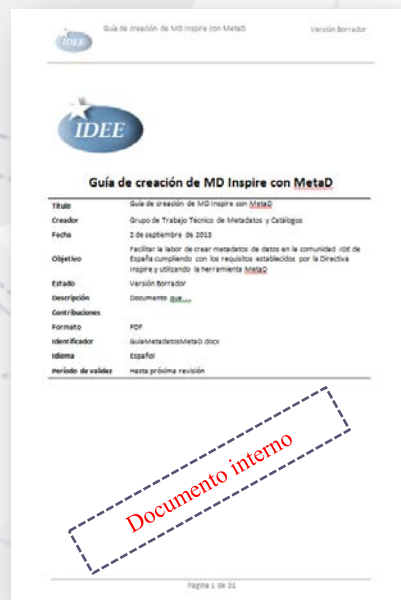 Guía de creación de MD Inspire con MetaD
Versión Borrador
IDEE
IDEE
Guía de creación de MD Inspire con MetaD
Título Guía de creación de MD Inspire con MetaD
Creador Grupo de Trabajo Técnico de Metadatos y Catálogos
Fecha 2 de septiembre de 2013
Objetivo Facilitar la labor de crear metadatos de datos en la comunidad IDE de
España cumpliendo con los requisitos establecidos por la Directiva
Inspire y utilizando la herramienta MetaD
Estado Versión Borrador
Descripción Documento que....
Contribuciones
Formato PDF
Identificador GuiaMetadatosMetaD.docx
Idioma Español
Período de validez Hasta próxima revisión
Documento interno
Página 1 de 31